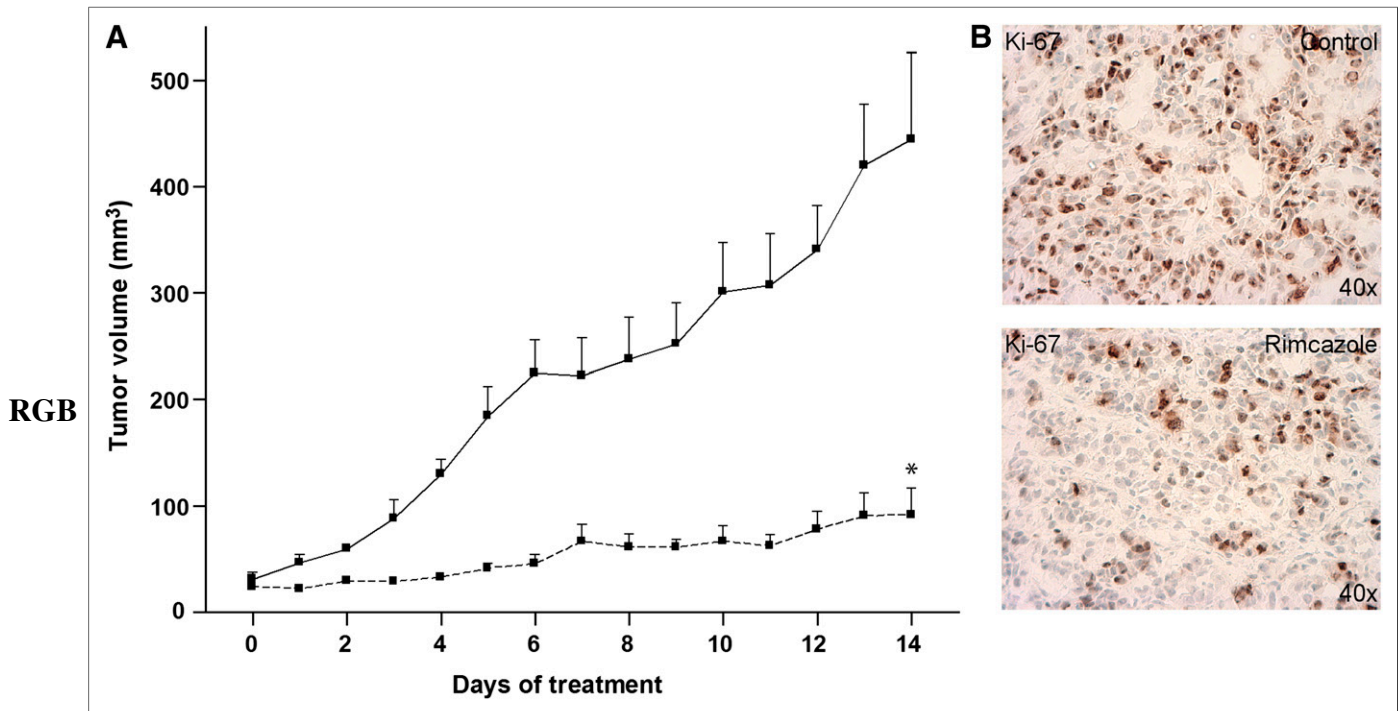 RGB
A
Tumor volume (mm³)
500
400
300
200
100
0
*
0 2 4 6 8 10 12 14
Days of treatment
B
Ki-67 Control
40x
Ki-67 Rimcazole
40x